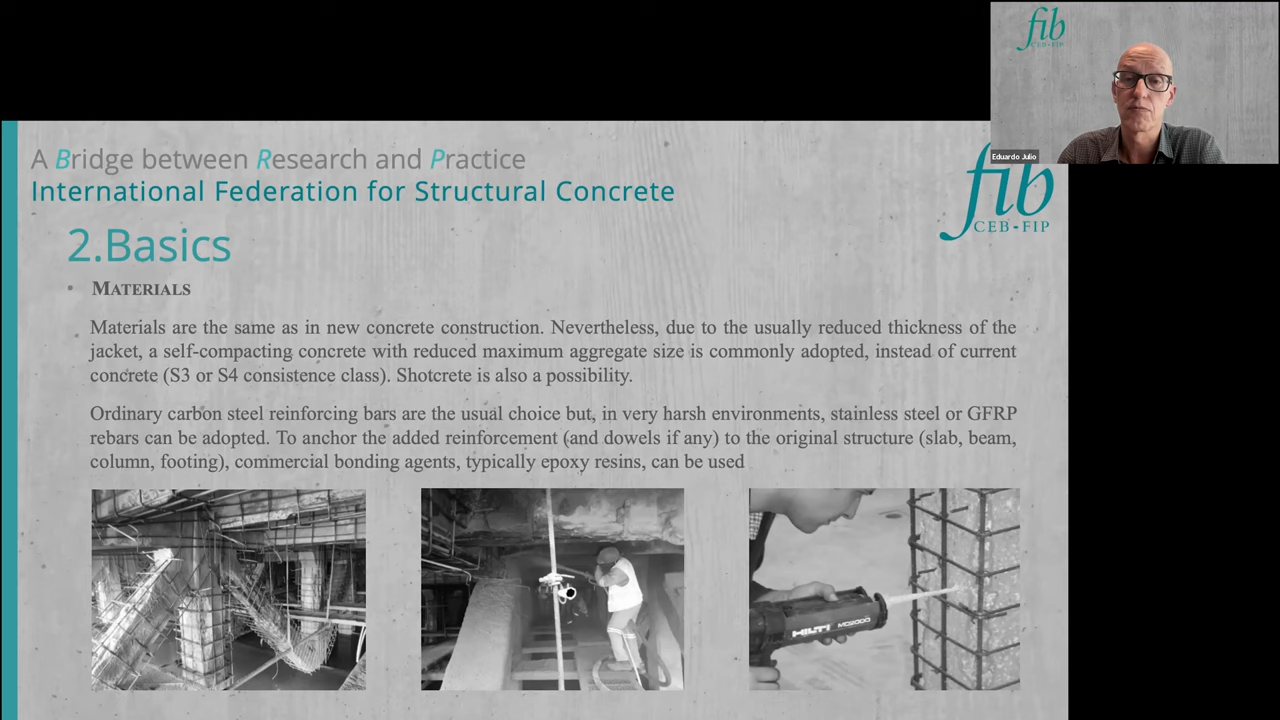 fib
CEB-FIP
Eduardo Julio
A Bridge between Research and Practice
International Federation for Structural Concrete
fib
CEB-FIP
2.Basics
• MATERIALS
Materials are the same as in new concrete construction. Nevertheless, due to the usually reduced thickness of the
jacket, a self-compacting concrete with reduced maximum aggregate size is commonly adopted, instead of current
concrete (S3 or S4 consistence class). Shotcrete is also a possibility.
Ordinary carbon steel reinforcing bars are the usual choice but, in very harsh environments, stainless steel or GFRP
rebars can be adopted. To anchor the added reinforcement (and dowels if any) to the original structure (slab, beam,
column, footing), commercial bonding agents, typically epoxy resins, can be used
HILTI MD2000